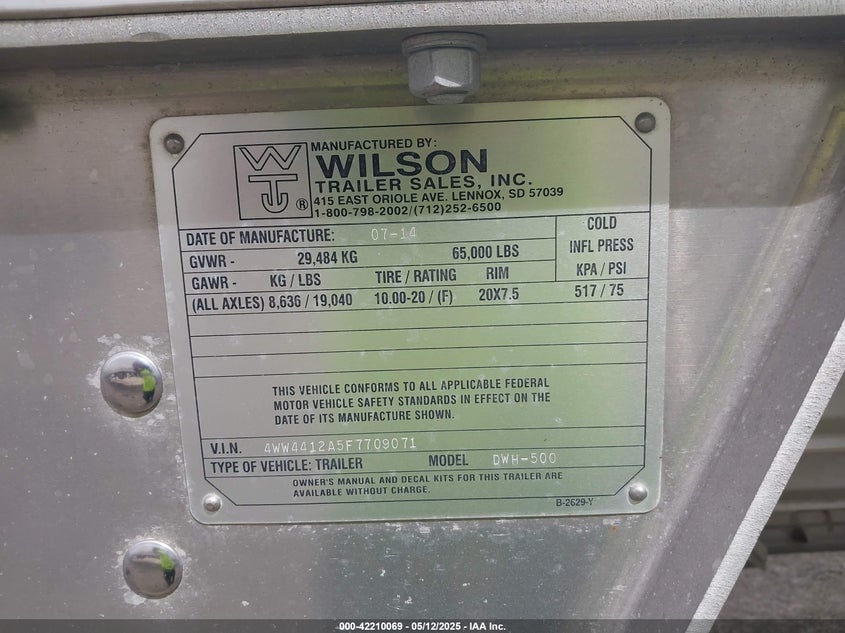 MANUFACTURED BY:
WILSON
TRAILER SALES, INC.
415 EAST ORIOLE AVE. LENNOX, SD 57039
1-800-798-2002/(712)252-6500
WT ®
DATE OF MANUFACTURE: 07-14
COLD
INFL PRESS
KPA / PSI
GVWR - 29,484 KG 65,000 LBS
GAWR - KG / LBS TIRE / RATING RIM
(ALL AXLES) 8,636 / 19,040 10.00-20 / (F) 20X7.5 517 / 75
THIS VEHICLE CONFORMS TO ALL APPLICABLE FEDERAL
MOTOR VEHICLE SAFETY STANDARDS IN EFFECT ON THE
DATE OF ITS MANUFACTURE SHOWN.
V.I.N. 4WW4412A5F7709071
TYPE OF VEHICLE: TRAILER MODEL DWH-500
OWNER'S MANUAL AND DECAL KITS FOR THIS TRAILER ARE
AVAILABLE WITHOUT CHARGE.
B-2629-Y
000-42210069 — 05/12/2025 — IAA Inc.